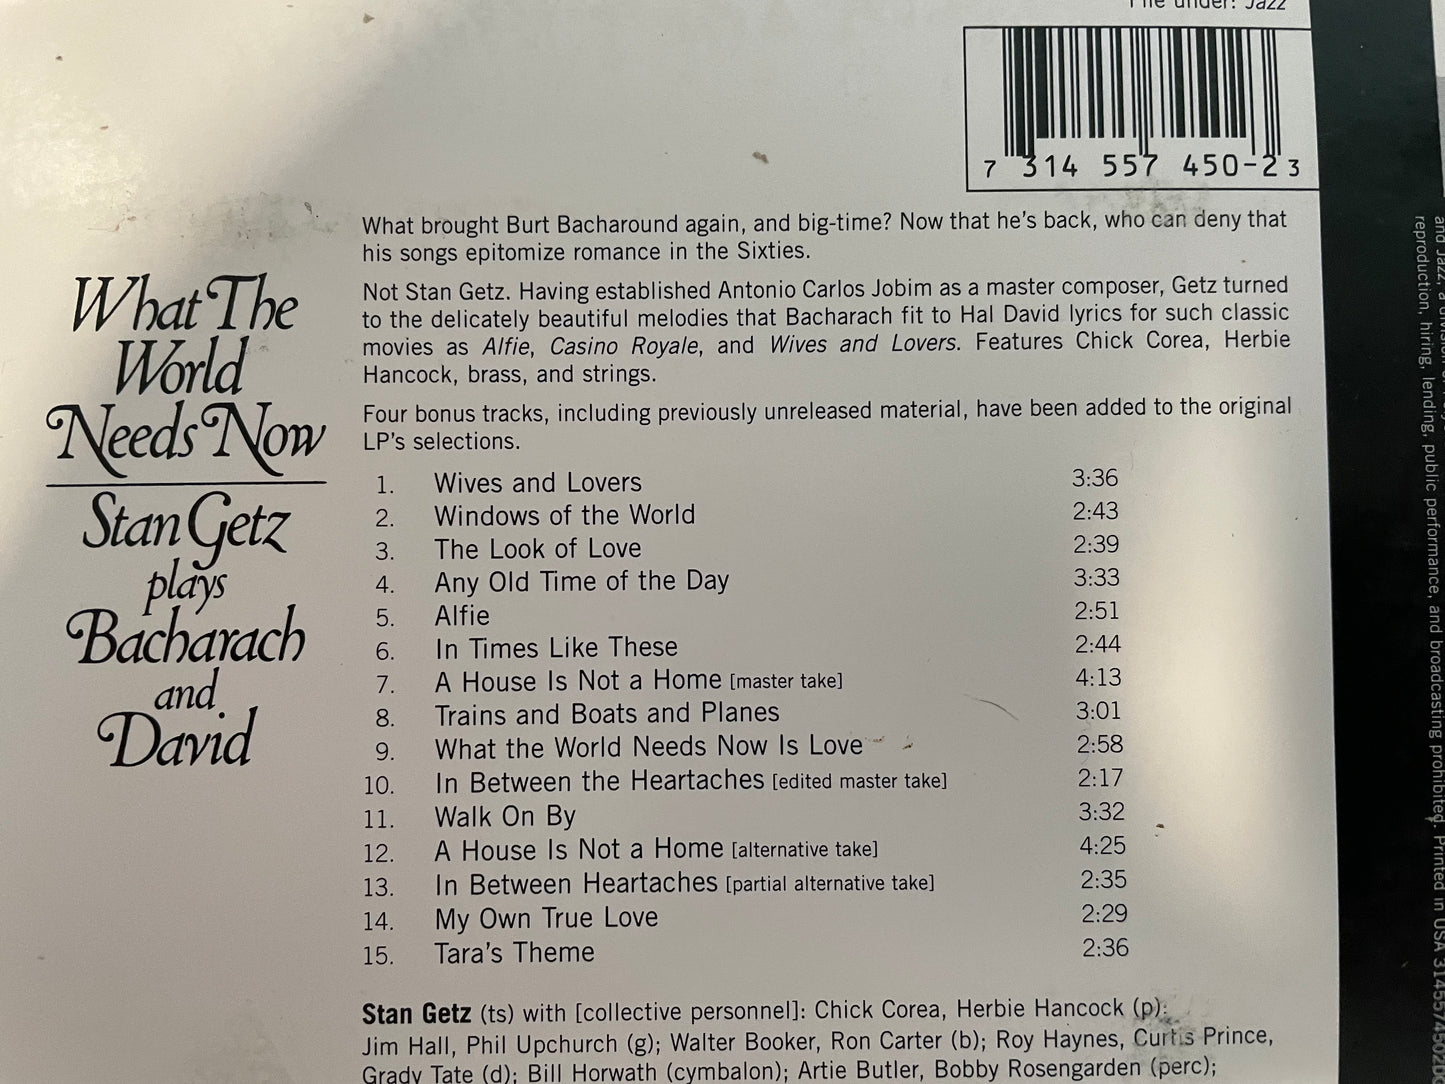 File under: Jazz
7 314 557 450-2 3
What The
World
Needs Now
Stan Getz
plays
Bacharach
and
David
What brought Burt Bacharound again, and big-time? Now that he's back, who can deny that
his songs epitomize romance in the Sixties.
Not Stan Getz. Having established Antonio Carlos Jobim as a master composer, Getz turned
to the delicately beautiful melodies that Bacharach fit to Hal David lyrics for such classic
movies as Alfie, Casino Royale, and Wives and Lovers. Features Chick Corea, Herbie
Hancock, brass, and strings.
Four bonus tracks, including previously unreleased material, have been added to the original
LP's selections.
1. Wives and Lovers 3:36
2. Windows of the World 2:43
3. The Look of Love 2:39
4. Any Old Time of the Day 3:33
5. Alfie 2:51
6. In Times Like These 2:44
7. A House Is Not a Home [master take] 4:13
8. Trains and Boats and Planes 3:01
9. What the World Needs Now Is Love 2:58
10. In Between the Heartaches [edited master take] 2:17
11. Walk On By 3:32
12. A House Is Not a Home [alternative take] 4:25
13. In Between Heartaches [partial alternative take] 2:35
14. My Own True Love 2:29
15. Tara's Theme 2:36
Stan Getz (ts) with [collective personnel]: Chick Corea, Herbie Hancock (p);
Jim Hall, Phil Upchurch (g); Walter Booker, Ron Carter (b); Roy Haynes, Curtis Prince,
Grady Tate (d); Bill Horwath (cymbalon); Artie Butler, Bobby Rosengarden (perc);
and Jazz, a
reproduction, hiring, lending, public performance, and broadcasting prohibited. Printed in USA